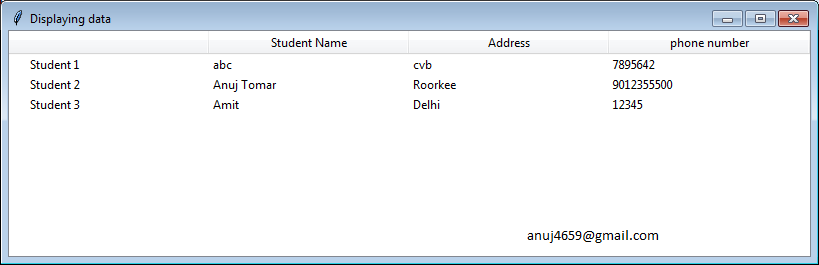 Displaying data
Student Name Address phone number
Student 1 abc cvb 7895642
Student 2 Anuj Tomar Roorkee 9012355500
Student 3 Amit Delhi 12345
anuj4659@gmail.com